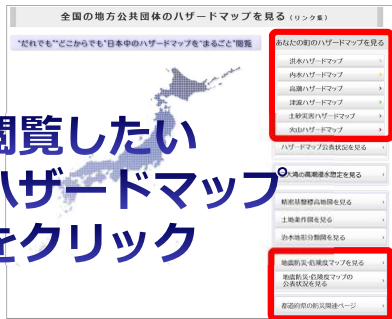 全国の地方公共団体のハザードマップを見る（リンク集）
"だれでも""どこからでも"日本中のハザードマップを"まるごと"閲覧
あなたの町のハザードマップを見る
洪水ハザードマップ
内水ハザードマップ
高潮ハザードマップ
津波ハザードマップ
土砂災害ハザードマップ
火山ハザードマップ
ハザードマップ公表状況を見る
大嶋の風潮浸水想定を見る
精密基盤標高地図を見る
土地条件図を見る
治水地形分類図を見る
地震防災・危険度マップを見る
地震防災・危険度マップの
公表状況を見る
都道府県の防災関連ページ
閲覧したい
ハザードマップ
をクリック